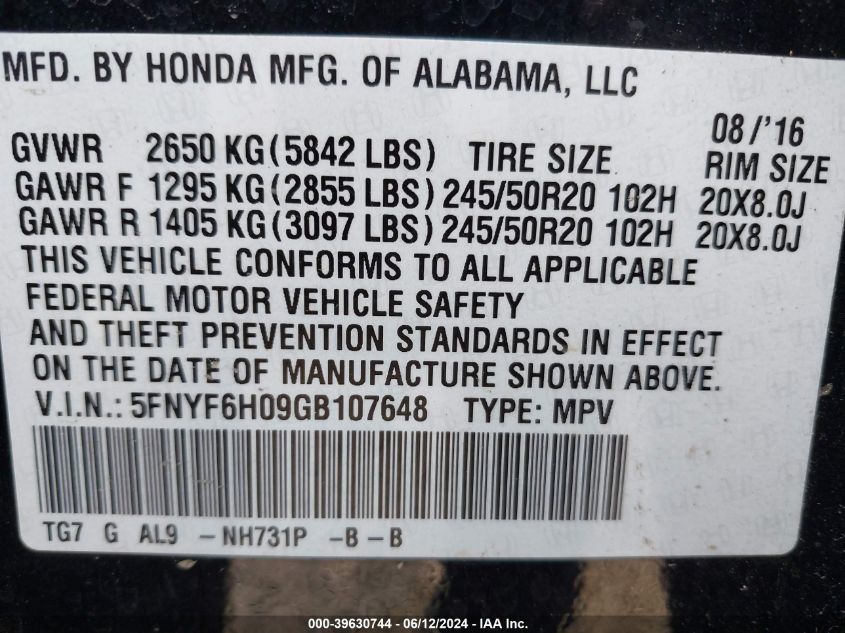 MFD. BY HONDA MFG. OF ALABAMA, LLC
08/'16
GVWR 2650 KG(5842 LBS) TIRE SIZE RIM SIZE
GAWR F 1295 KG(2855 LBS) 245/50R20 102H 20X8.0J
GAWR R 1405 KG(3097 LBS) 245/50R20 102H 20X8.0J
THIS VEHICLE CONFORMS TO ALL APPLICABLE
FEDERAL MOTOR VEHICLE SAFETY
AND THEFT PREVENTION STANDARDS IN EFFECT
ON THE DATE OF MANUFACTURE SHOWN ABOVE.
V.I.N.: 5FNYF6H09GB107648 TYPE: MPV
TG7 G AL9 -NH731P -B-B
000-39630744 - 06/12/2024 - IAA Inc.